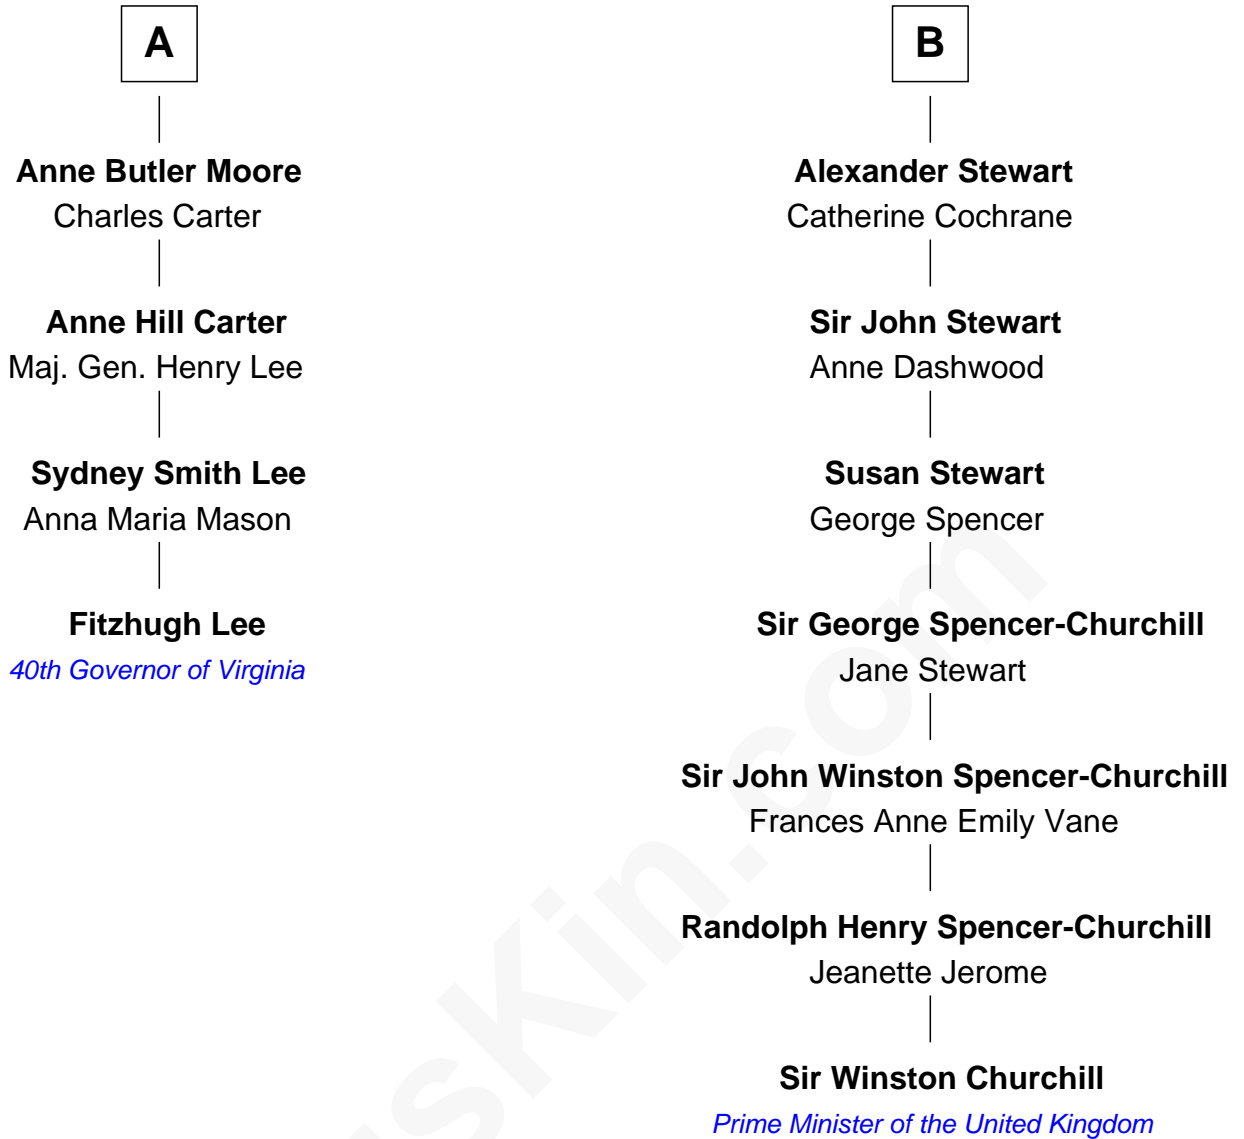 A
Anne Butler Moore
Charles Carter
Anne Hill Carter
Maj. Gen. Henry Lee
Sydney Smith Lee
Anna Maria Mason
Fitzhugh Lee
40th Governor of Virginia
B
Alexander Stewart
Catherine Cochrane
Sir John Stewart
Anne Dashwood
Susan Stewart
George Spencer
Sir George Spencer-Churchill
Jane Stewart
Sir John Winston Spencer-Churchill
Frances Anne Emily Vane
Randolph Henry Spencer-Churchill
Jeanette Jerome
Sir Winston Churchill
Prime Minister of the United Kingdom
usKin.com